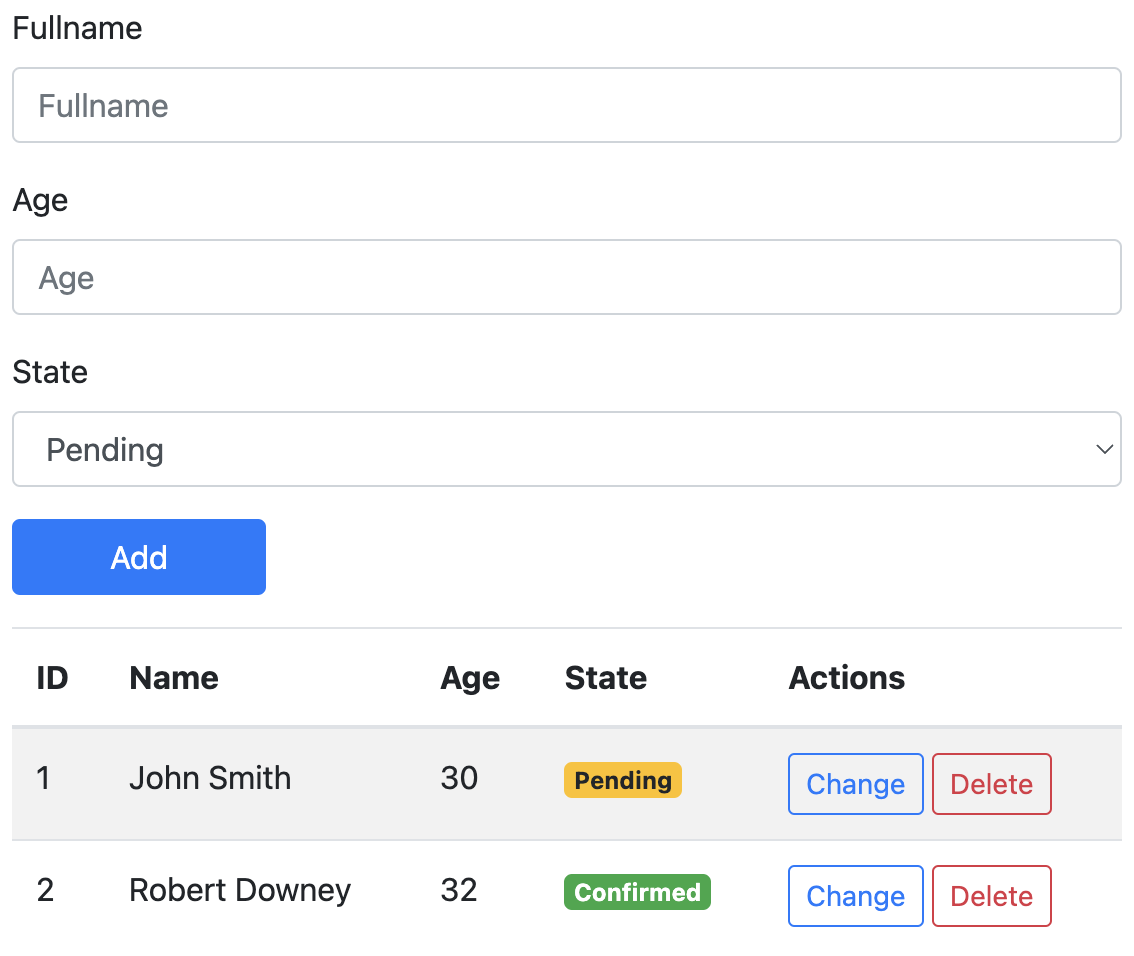 Fullname
Fullname
Age
Age
State
Pending
Add
ID Name Age State Actions
1 John Smith 30 Pending Change Delete
2 Robert Downey 32 Confirmed Change Delete